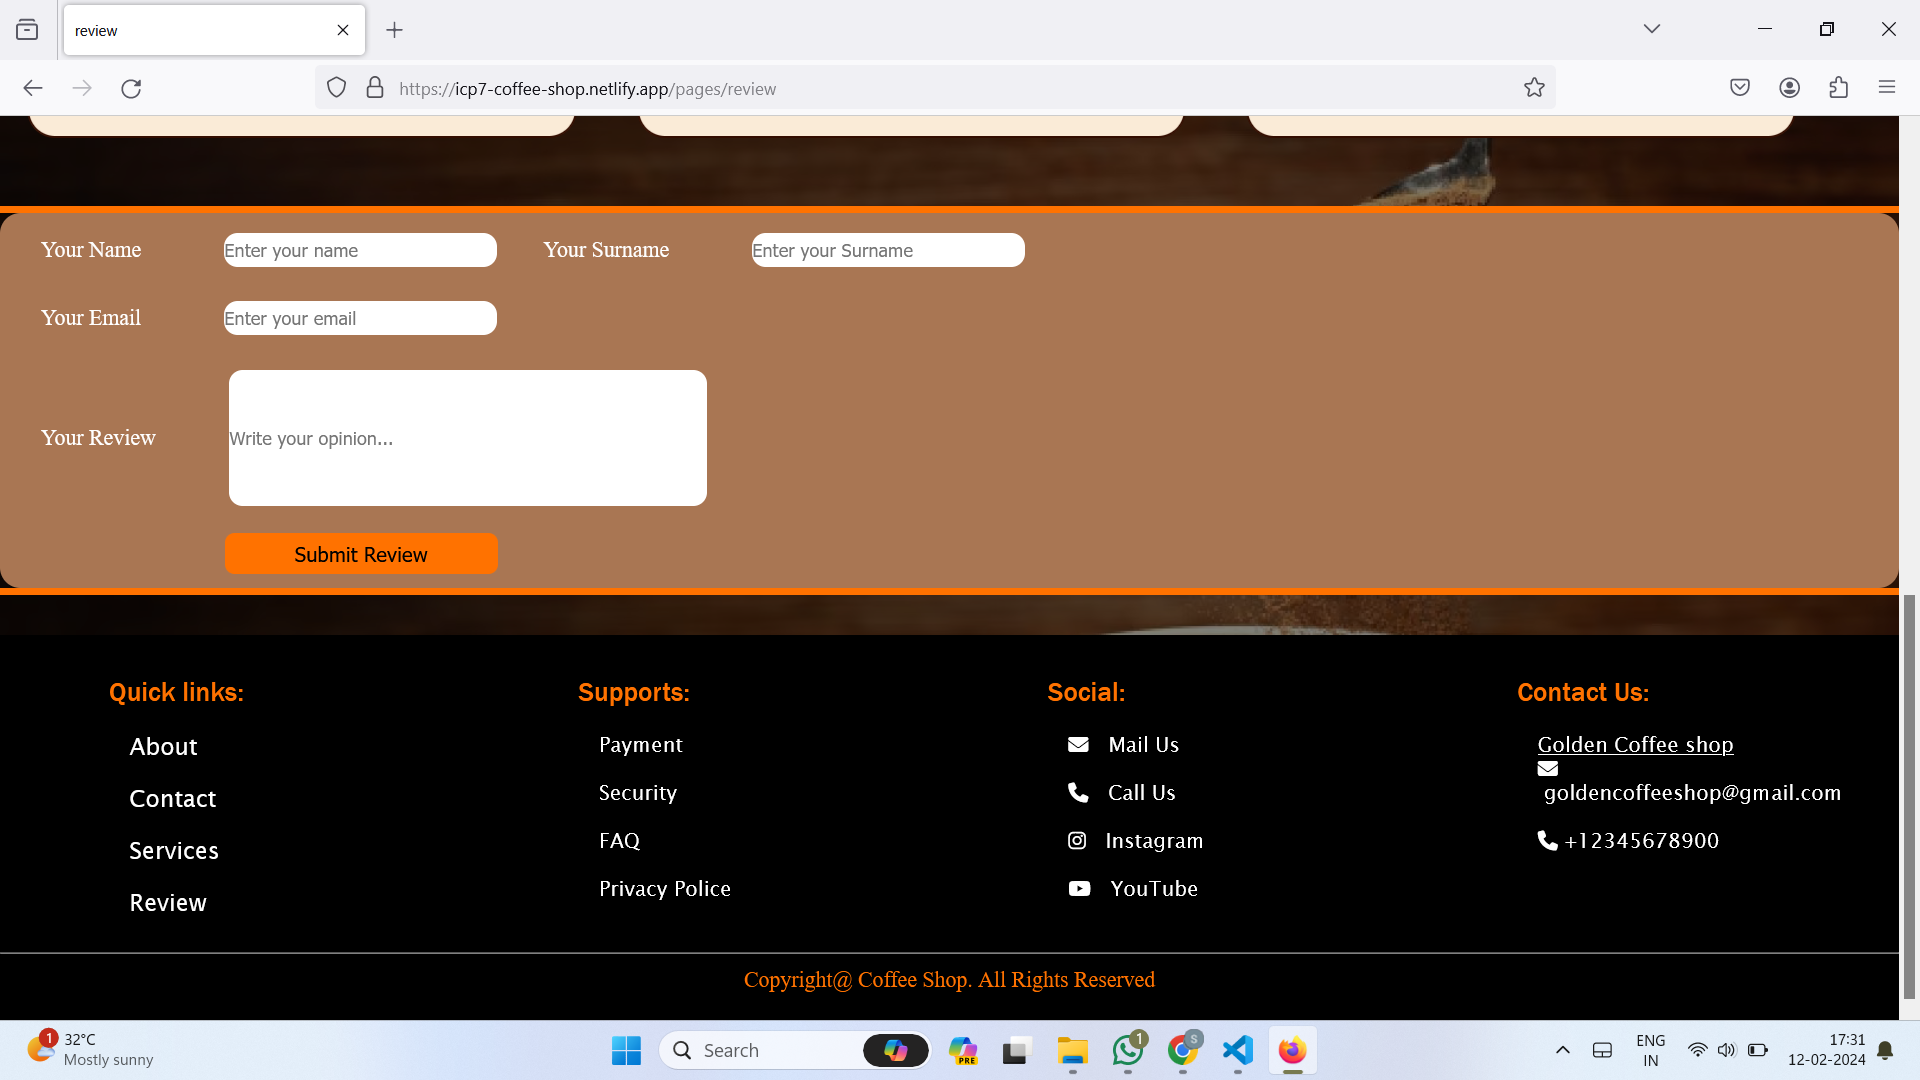 review
https://icp7-coffee-shop.netlify.app/pages/review
Your Name
Enter your name
Your Surname
Enter your Surname
Your Email
Enter your email
Your Review
Write your opinion...
Submit Review
Quick links:
About
Contact
Services
Review
Supports:
Payment
Security
FAQ
Privacy Police
Social:
Mail Us
Call Us
Instagram
YouTube
Contact Us:
Golden Coffee shop
goldencoffeeshop@gmail.com
+12345678900
Copyright@ Coffee Shop. All Rights Reserved
1
32°C
Mostly sunny
Search
PRE
1
S
ENG
IN
17:31
12-02-2024